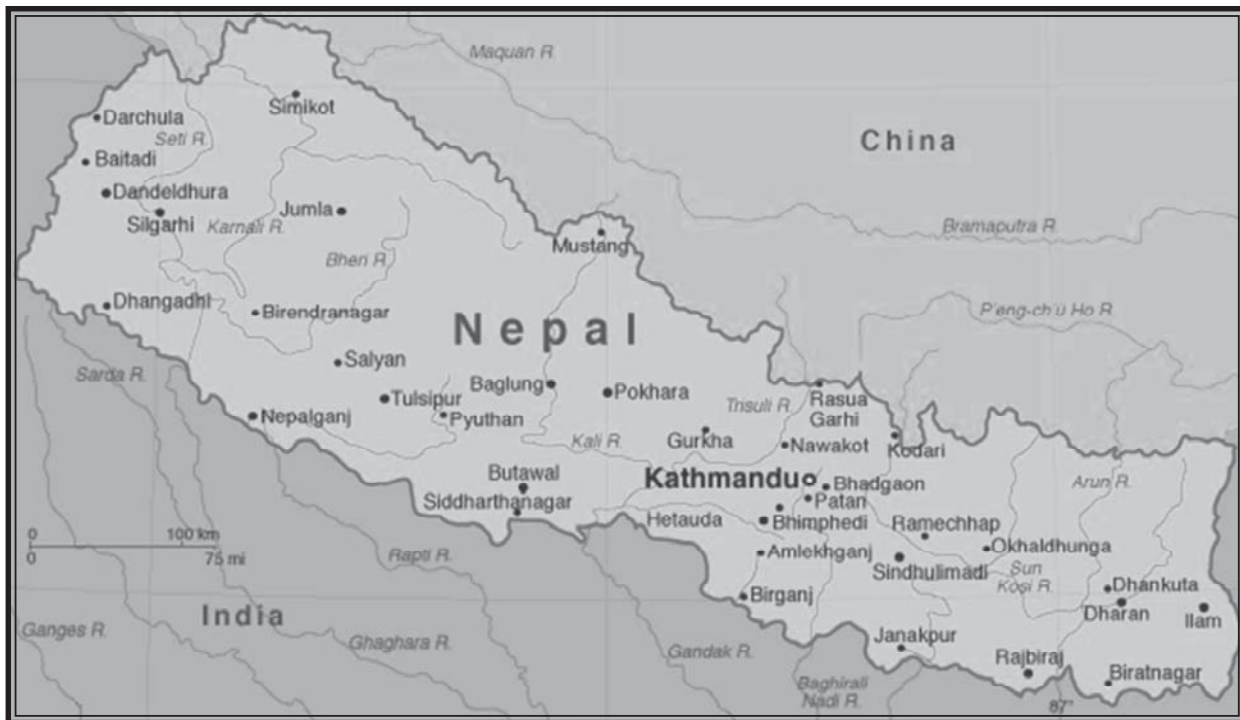 Maquan R.
Simikot
Darchula
Seti R.
China
Baitadi
Dandeldhura
Jumla
Silgarhi
Karnali R.
Bramaputra R.
Mustang
Bheri R.
Dhangadhi
Birendranagar
P'eng-ch'u Ho R.
Nepal
Salyan
Sarda R.
Baglung
Pokhara
Tulsipur
Trisuli R.
Rasua
Garhi
Nepalganj
Pyuthan
Kali R.
Gurkha
Nawakot
Kodari
Butawal
Kathmandu
Bhadgaon
Arun R.
Siddharthanagar
Patan
Hetauda
Bhimphedi
Ramechhap
0
100 km
0
75 mi
Rapti R.
Amlekhganj
Okhaldhunga
Sindhulimadi
Sun
Kosi R.
Dhankuta
Birganj
Dharan
Ilam
India
Ganges R.
Ghaghara R.
Gandak R.
Janakpur
Rajbiraj
Biratnagar
Baghirali
Nadi R.
87°